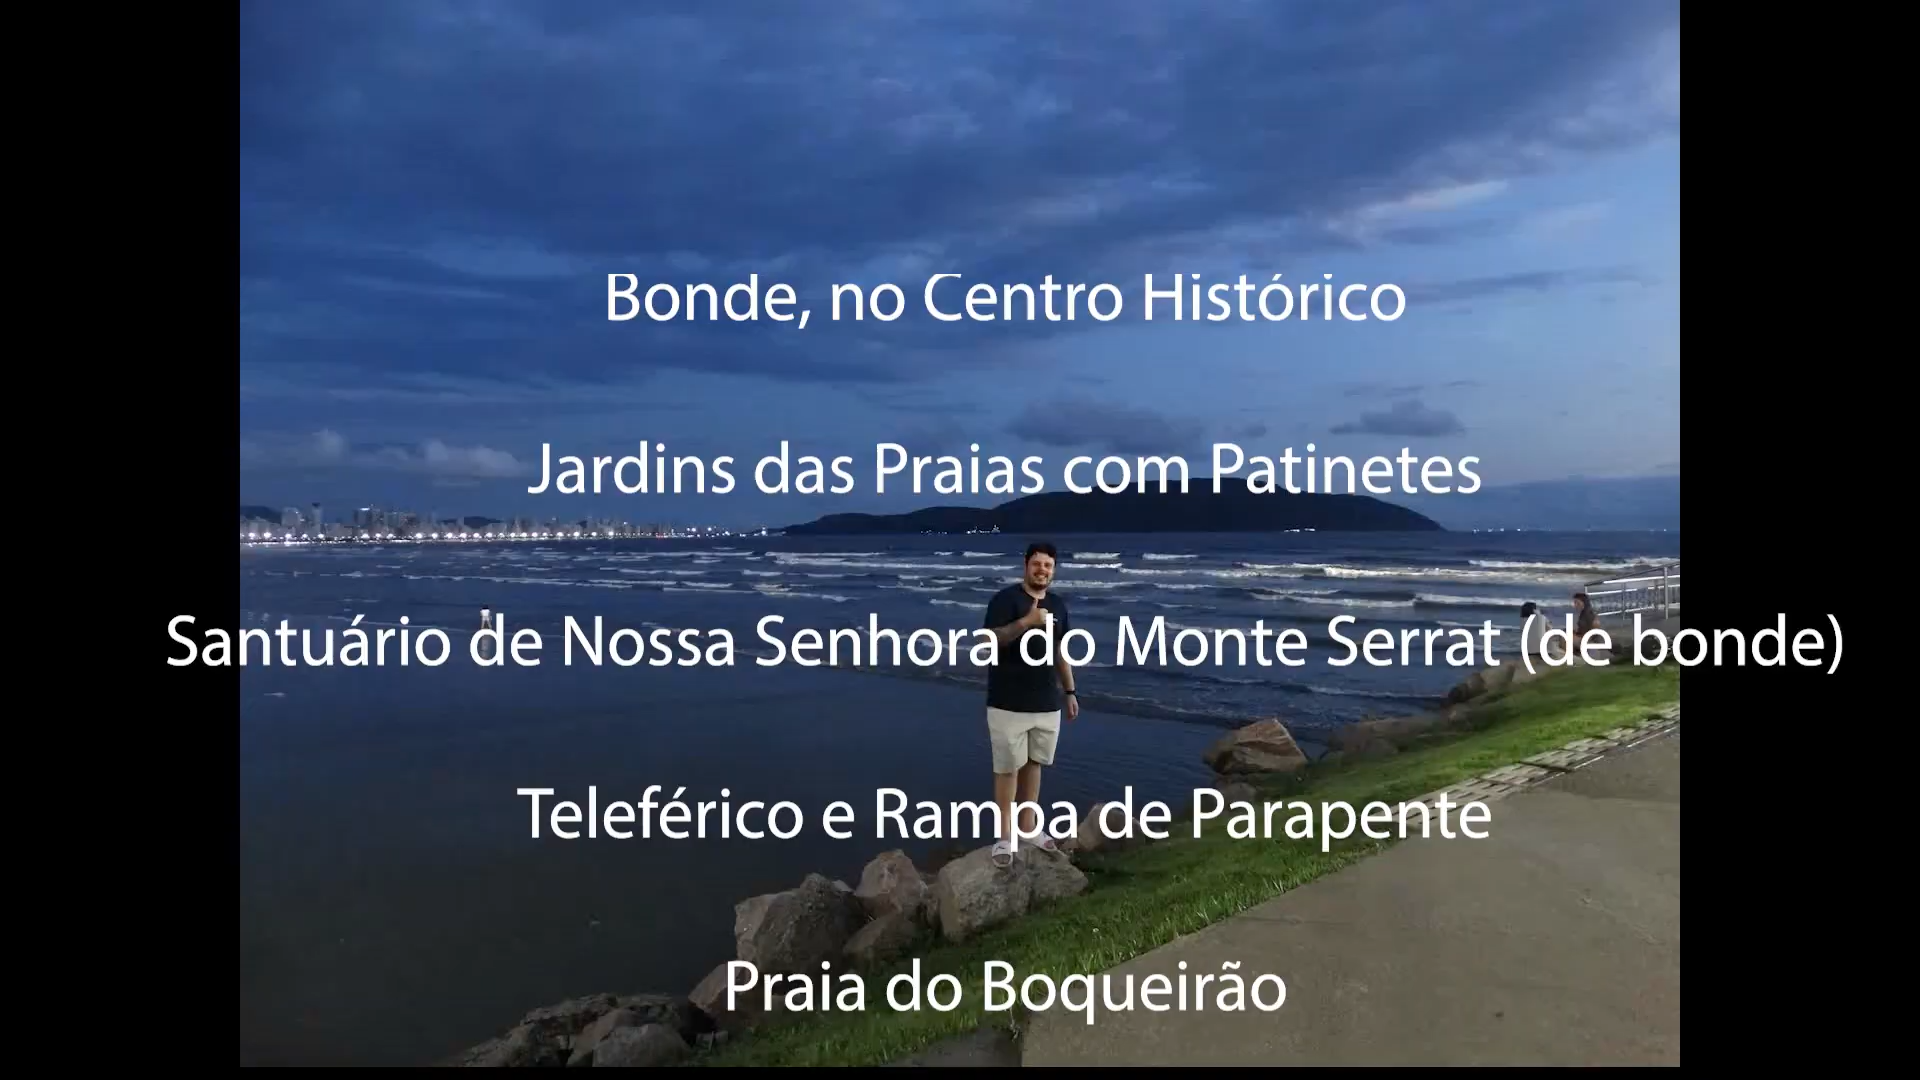 Bonde, no Centro Histórico
Jardins das Praias com Patinetes
Santuário de Nossa Senhora do Monte Serrat (de bonde)
Teleférico e Rampa de Parapente
Praia do Boqueirão